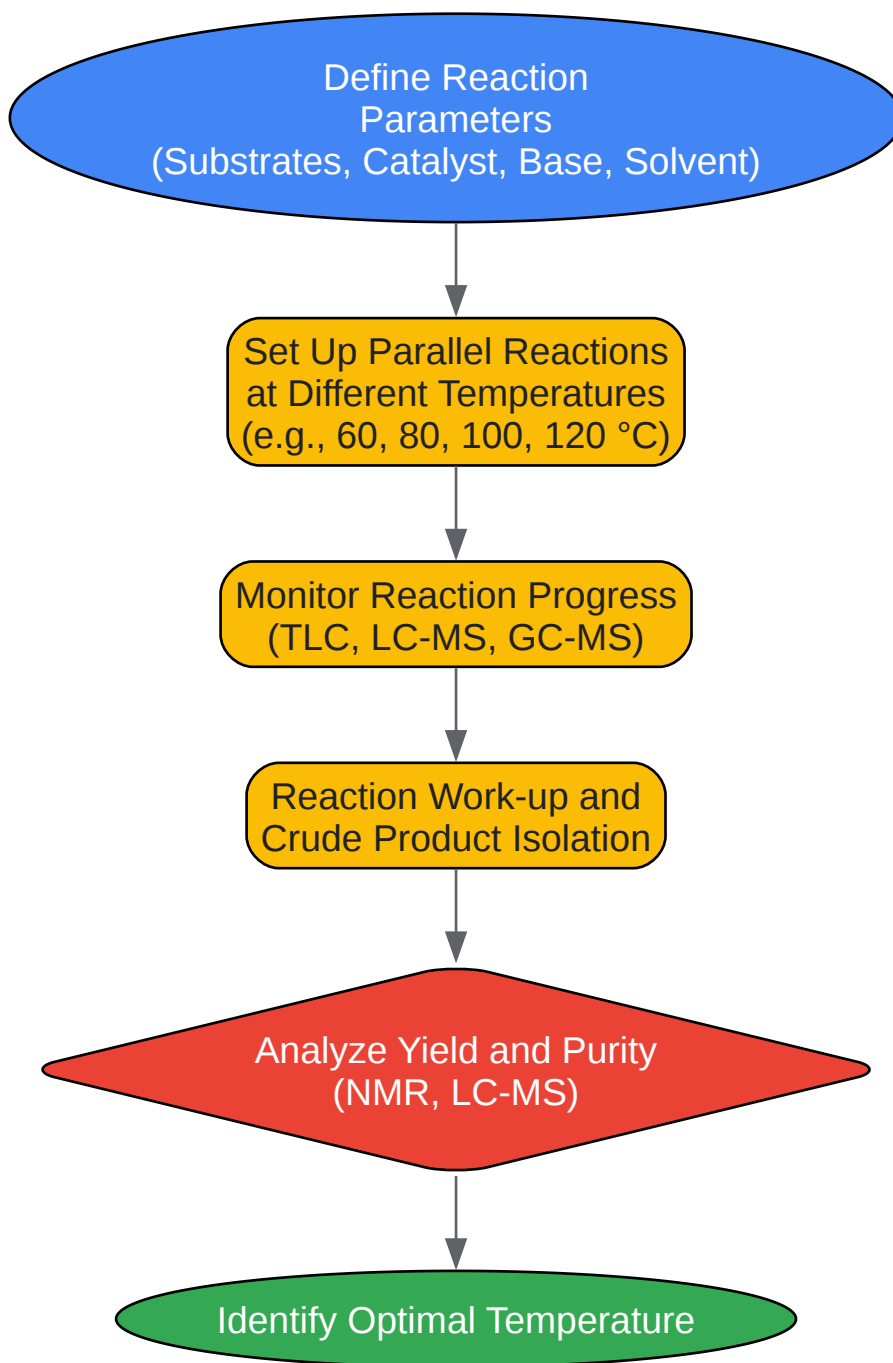 Define Reaction
Parameters
(Substrates, Catalyst, Base, Solvent)
Set Up Parallel Reactions
at Different Temperatures
(e.g., 60, 80, 100, 120 °C)
Monitor Reaction Progress
(TLC, LC-MS, GC-MS)
Reaction Work-up and
Crude Product Isolation
Analyze Yield and Purity
(NMR, LC-MS)
Identify Optimal Temperature